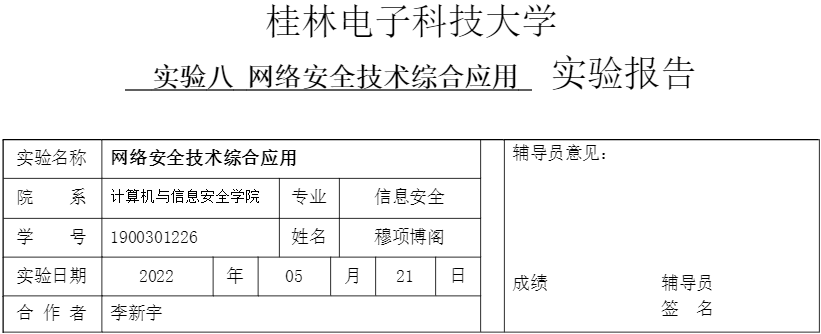 桂林电子科技大学
实验八 网络安全技术综合应用 实验报告
实验名称 网络安全技术综合应用 辅导员意见：
院 系 计算机与信息安全学院 专业 信息安全
学 号 1900301226 姓名 穆项博阁
实验日期 2022 年 05 月 21 日 成绩 辅导员
合作者 李新宇 签 名